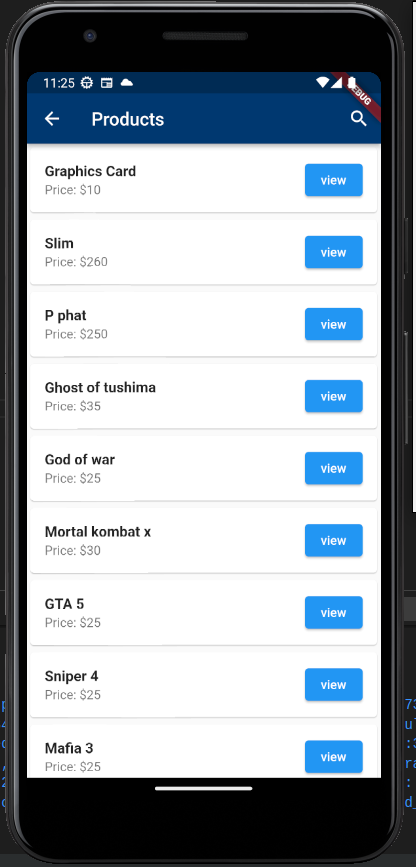 11:25
DEBUG
Products
Graphics Card
Price: $10
view
Slim
Price: $260
view
P phat
Price: $250
view
Ghost of tushima
Price: $35
view
God of war
Price: $25
view
Mortal kombat x
Price: $30
view
GTA 5
Price: $25
view
Sniper 4
Price: $25
view
Mafia 3
Price: $25
view